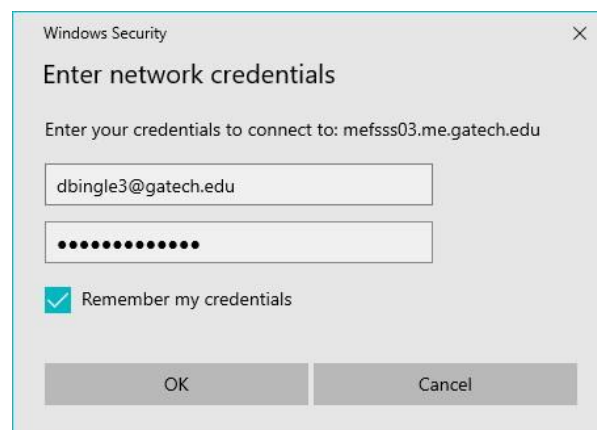 Windows Security
Enter network credentials
Enter your credentials to connect to: mefsss03.me.gatech.edu
dbingle3@gatech.edu
●●●●●●●●●●●●●
Remember my credentials
OK Cancel